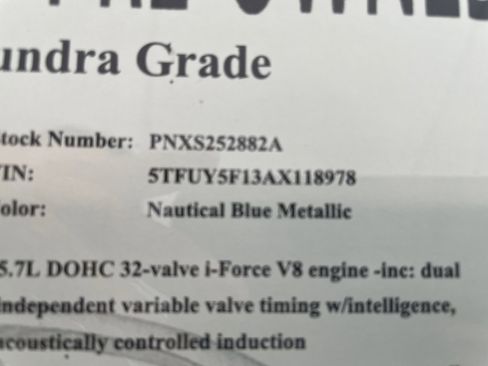 undra Grade
tock Number: PNXS252882A
IN: 5TFUY5F13AX118978
olor: Nautical Blue Metallic
5.7L DOHC 32-valve i-Force V8 engine -inc: dual
independent variable valve timing w/intelligence,
acoustically controlled induction